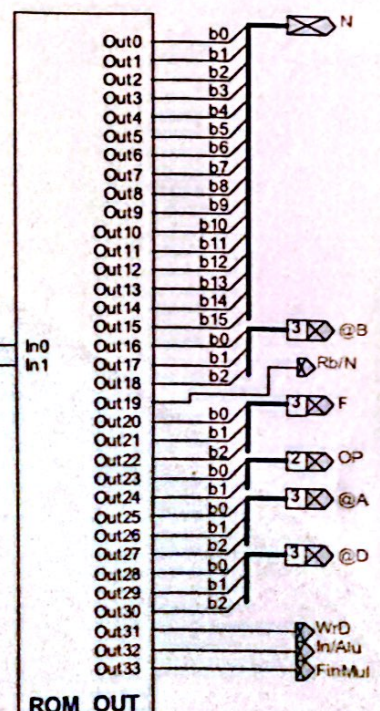 Out0 b0 N
Out1 b1
Out2 b2
Out3 b3
Out4 b4
Out5 b5
Out6 b6
Out7 b7
Out8 b8
Out9 b9
Out10 b10
Out11 b11
Out12 b12
Out13 b13
Out14 b14
Out15 b15
In0 Out16 b0 3 @B
In1 Out17 b1
Out18 b2
Out19 Rb/N
Out20 b0 3 F
Out21 b1
Out22 b2
Out23 b0 2 OP
Out24 b1
Out25 b0 3 @A
Out26 b1
Out27 b2
Out28 b0 3 @D
Out29 b1
Out30 b2
Out31 WrD
Out32 In/Alu
Out33 FinMul
ROM_OUT